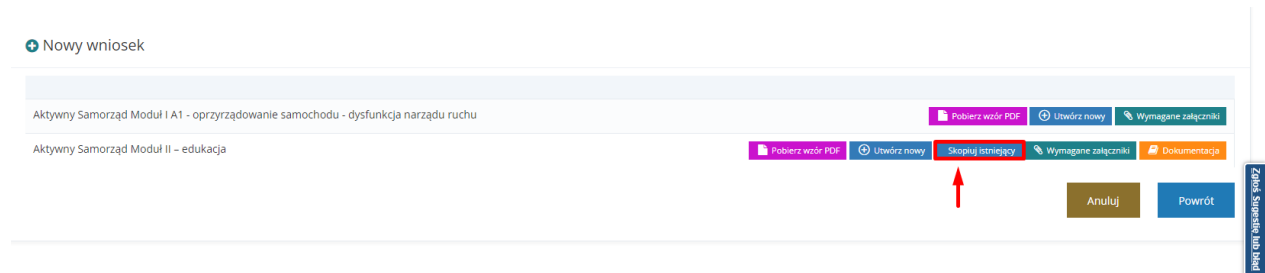 Nowy wniosek
Aktywny Samorząd Moduł I A1 - oprzyrządowanie samochodu - dysfunkcja narządu ruchu
Pobierz wzór PDF Utwórz nowy Wymagane załączniki
Aktywny Samorząd Moduł II – edukacja
Pobierz wzór PDF Utwórz nowy Skopiuj istniejący Wymagane załączniki Dokumentacja
Anuluj Powrót
Zgłoś Sugestię lub błąd